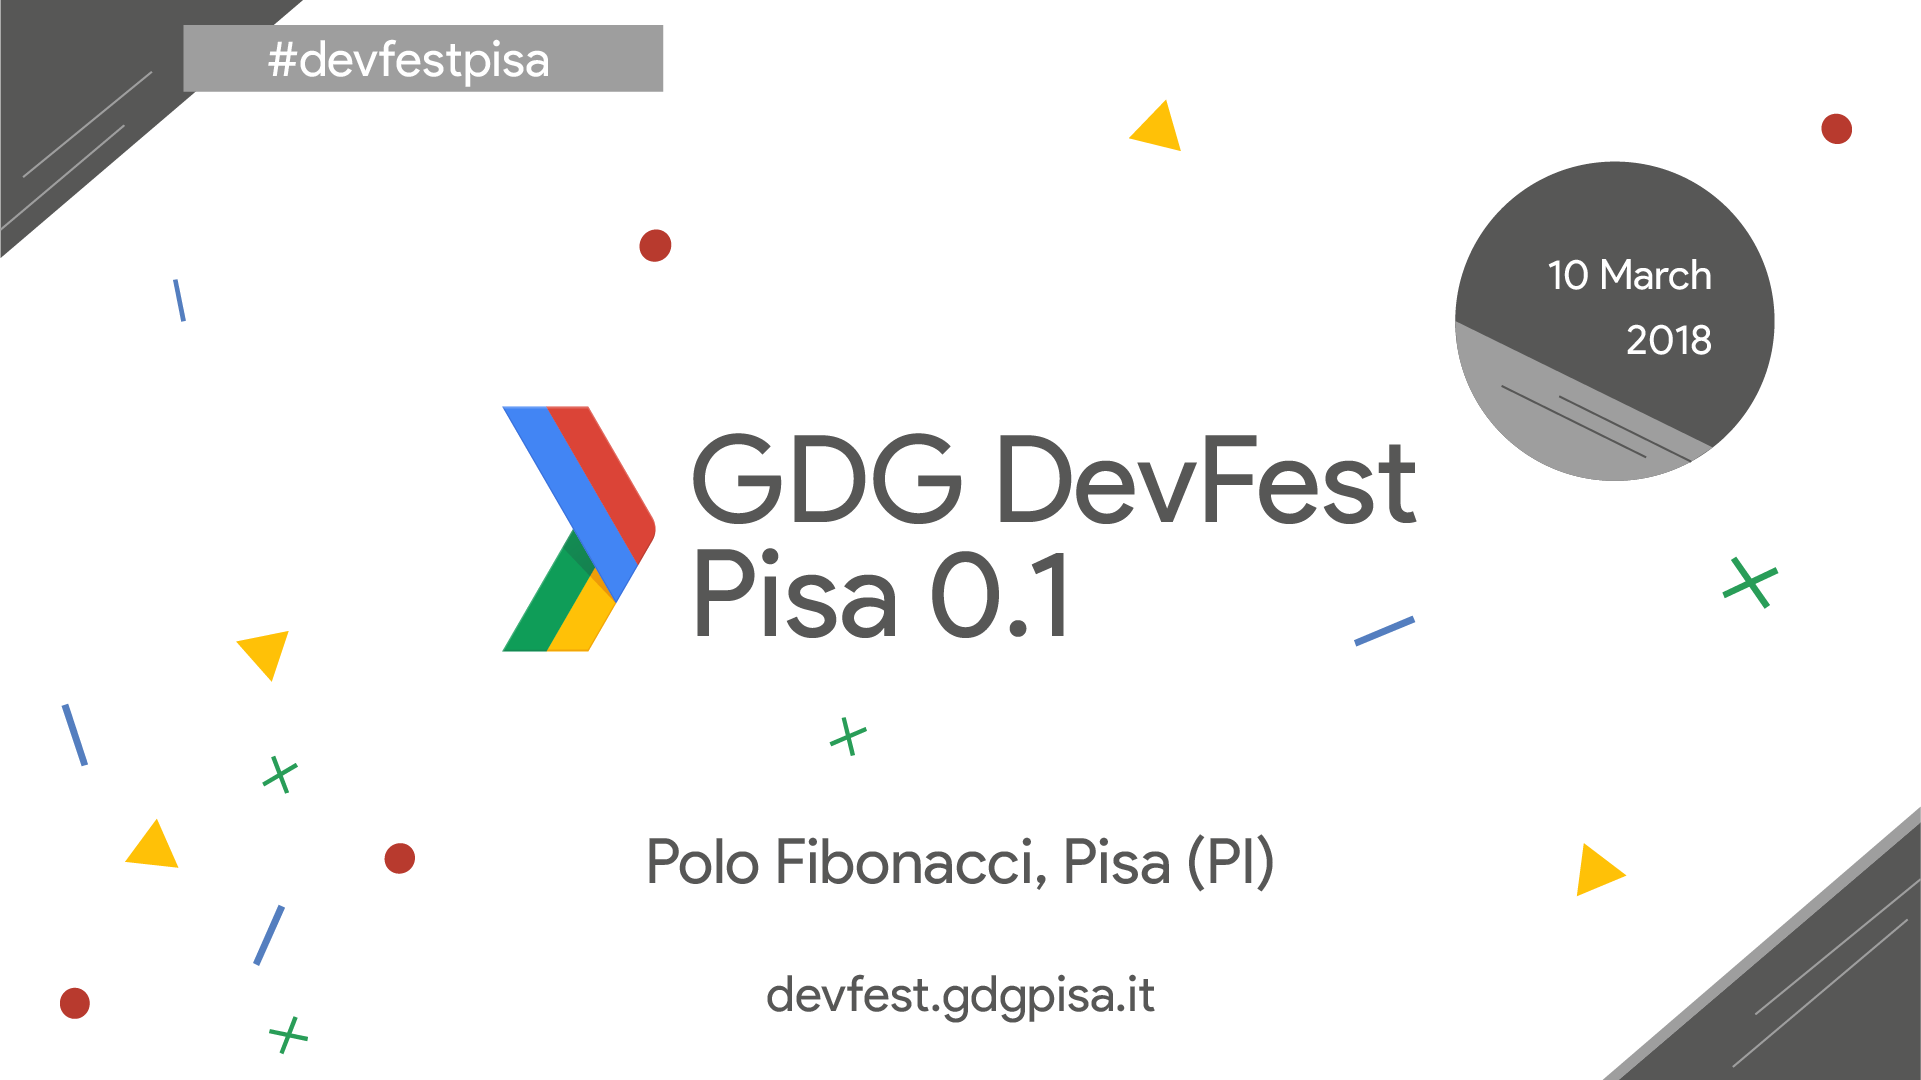 #devfestpisa
10 March
2018
GDG DevFest
Pisa 0.1
Polo Fibonacci, Pisa (PI)
devfest.gdgpisa.it